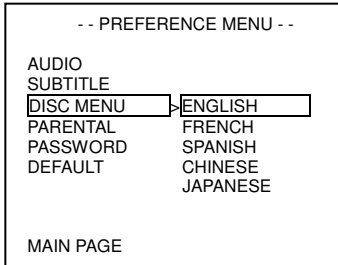 - - PREFERENCE MENU - -
AUDIO
SUBTITLE
DISC MENU > ENGLISH
PARENTAL FRENCH
PASSWORD SPANISH
DEFAULT CHINESE
JAPANESE
MAIN PAGE